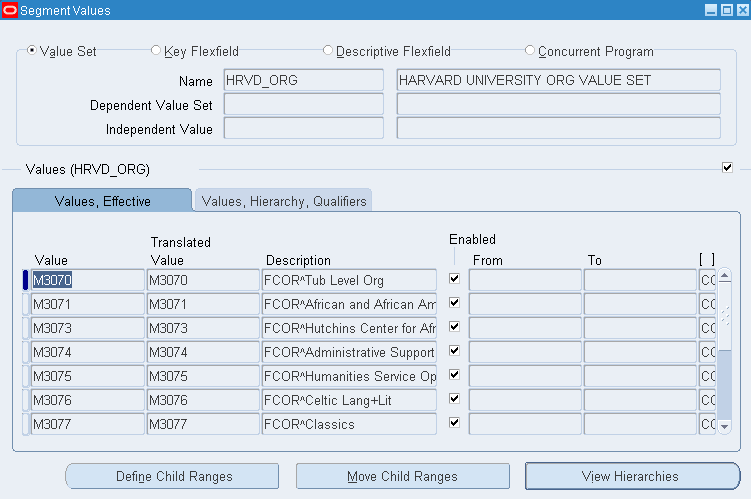 Segment Values
Value Set Key Flexfield Descriptive Flexfield Concurrent Program
Name HRVD_ORG HARVARD UNIVERSITY ORG VALUE SET
Dependent Value Set
Independent Value
Values (HRVD_ORG)
Values, Effective Values, Hierarchy, Qualifiers
Enabled
Translated
Value Value Description From To [ ]
M3070 M3070 FCOR^Tub Level Org CC
M3071 M3071 FCOR^African and African Am CC
M3073 M3073 FCOR^Hutchins Center for Afr CC
M3074 M3074 FCOR^Administrative Support CC
M3075 M3075 FCOR^Humanities Service Op CC
M3076 M3076 FCOR^Celtic Lang+Lit CC
M3077 M3077 FCOR^Classics CC
Define Child Ranges Move Child Ranges View Hierarchies